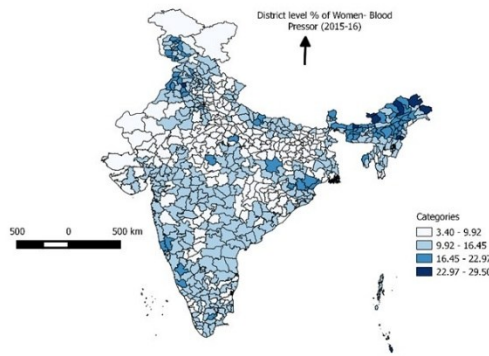 District level % of Women- Blood
Pressor (2015-16)
500 0 500 km
Categories
3.40 - 9.92
9.92 - 16.45
16.45 - 22.97
22.97 - 29.50